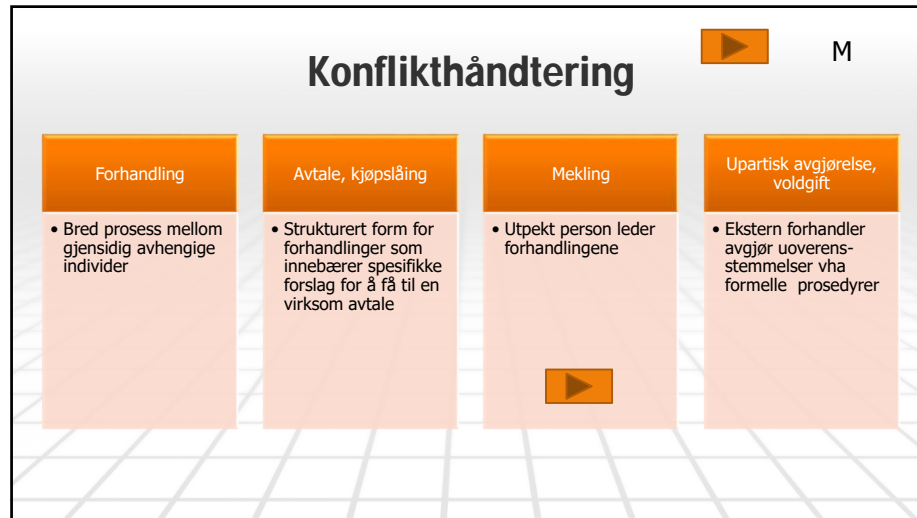 Konflikthåndtering
M
Forhandling
• Bred prosess mellom
gjensidig avhengige
individer
Avtale, kjøpslåing
• Strukturert form for
forhandlinger som
innebærer spesifikke
forslag for å få til en
virksom avtale
Mekling
• Utpekt person leder
forhandlingene
Upartisk avgjørelse,
voldgift
• Ekstern forhandler
avgjør uoverens-
stemmelser vha
formelle  prosedyrer